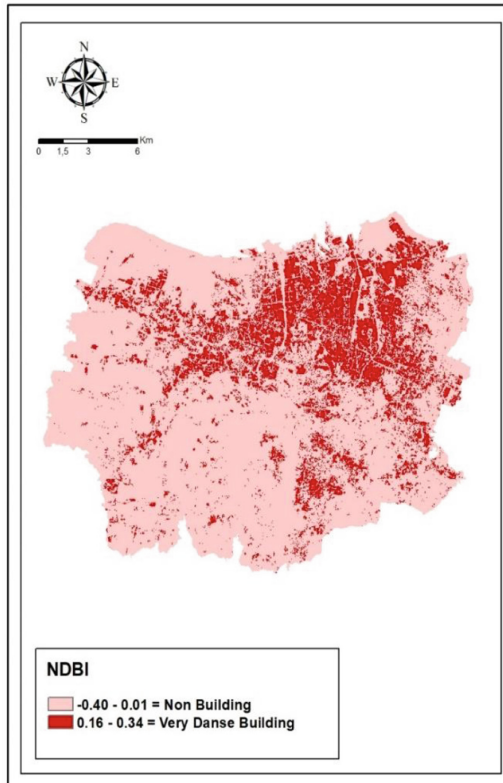 N
W E
S
Km
0 1,5 3 6
NDBI
-0.40 - 0.01 = Non Building
0.16 - 0.34 = Very Danse Building